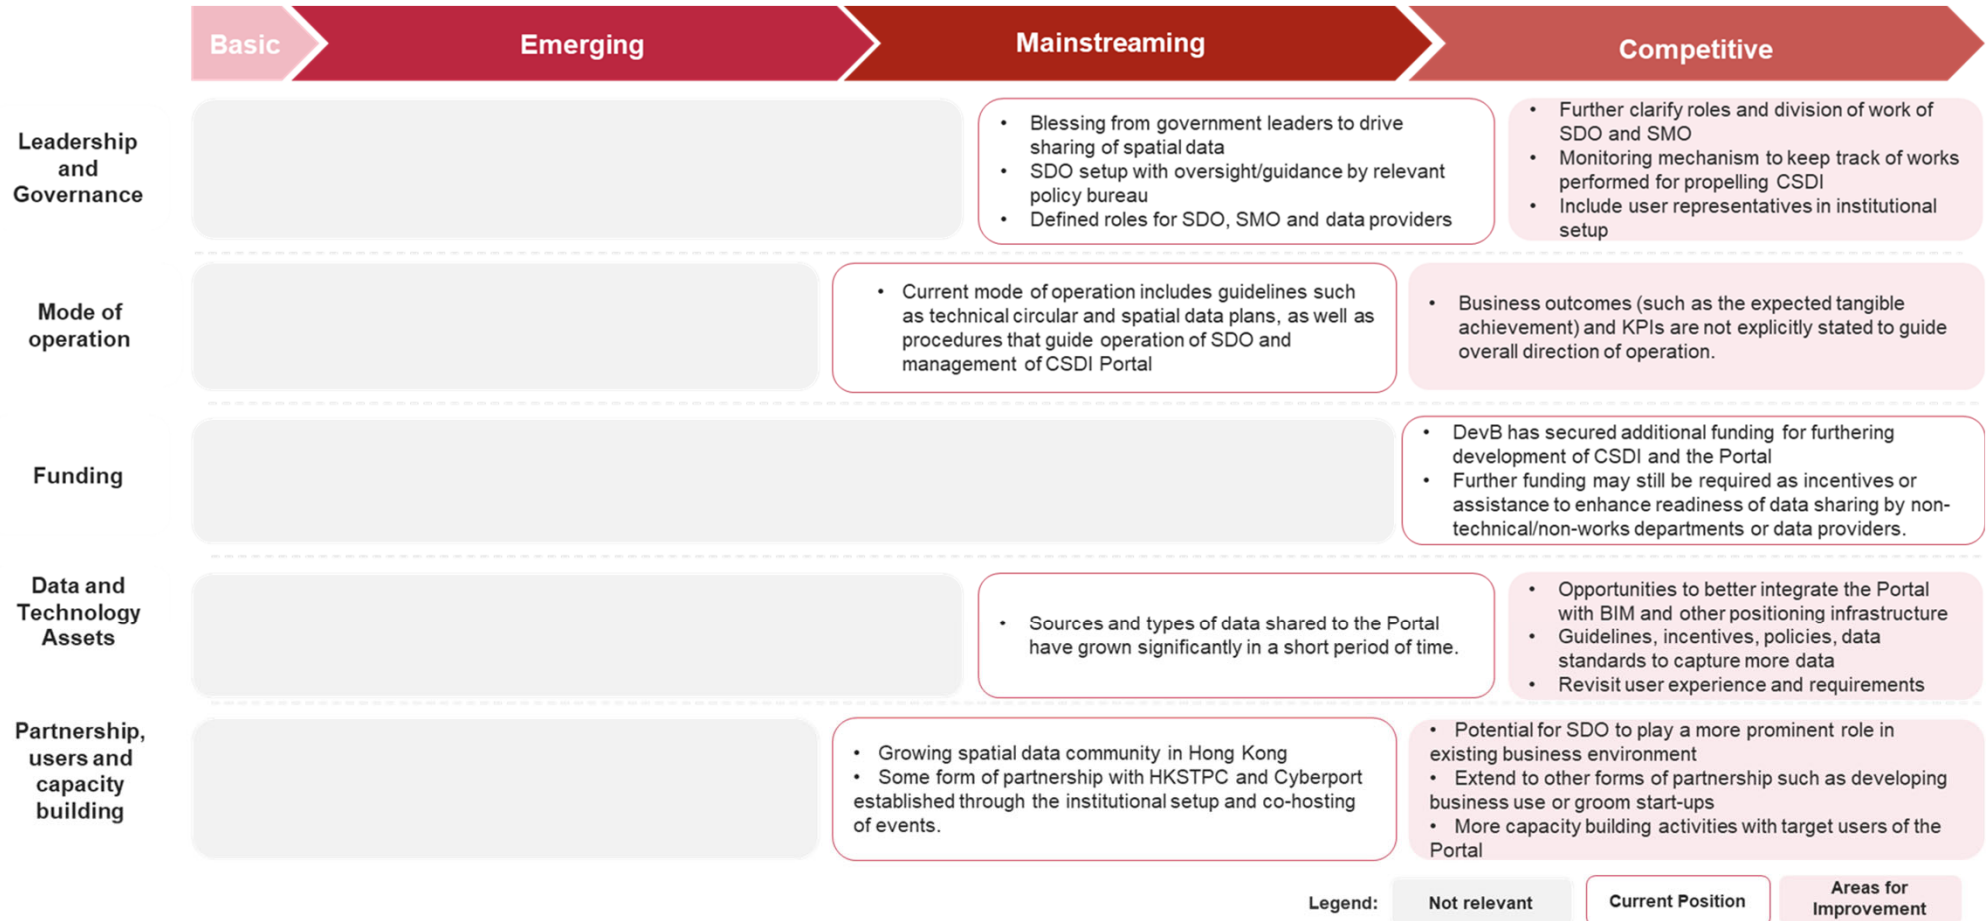 Basic
Emerging
Mainstreaming
Competitive
Leadership
and
Governance
• Blessing from government leaders to drive
sharing of spatial data
• SDO setup with oversight/guidance by relevant
policy bureau
• Defined roles for SDO, SMO and data providers
• Further clarify roles and division of work of
SDO and SMO
• Monitoring mechanism to keep track of works
performed for propelling CSDI
• Include user representatives in institutional
setup
Mode of
operation
• Current mode of operation includes guidelines such
as technical circular and spatial data plans, as well as
procedures that guide operation of SDO and
management of CSDI Portal
• Business outcomes (such as the expected tangible
achievement) and KPIs are not explicitly stated to guide
overall direction of operation.
Funding
• DevB has secured additional funding for furthering
development of CSDI and the Portal
• Further funding may still be required as incentives or
assistance to enhance readiness of data sharing by non-
technical/non-works departments or data providers.
Data and
Technology
Assets
• Sources and types of data shared to the Portal
have grown significantly in a short period of time.
• Opportunities to better integrate the Portal
with BIM and other positioning infrastructure
• Guidelines, incentives, policies, data
standards to capture more data
• Revisit user experience and requirements
Partnership,
users and
capacity
building
• Growing spatial data community in Hong Kong
• Some form of partnership with HKSTPC and Cyberport
established through the institutional setup and co-hosting
of events.
• Potential for SDO to play a more prominent role in
existing business environment
• Extend to other forms of partnership such as developing
business use or groom start-ups
• More capacity building activities with target users of the
Portal
Legend:
Not relevant
Current Position
Areas for
Improvement